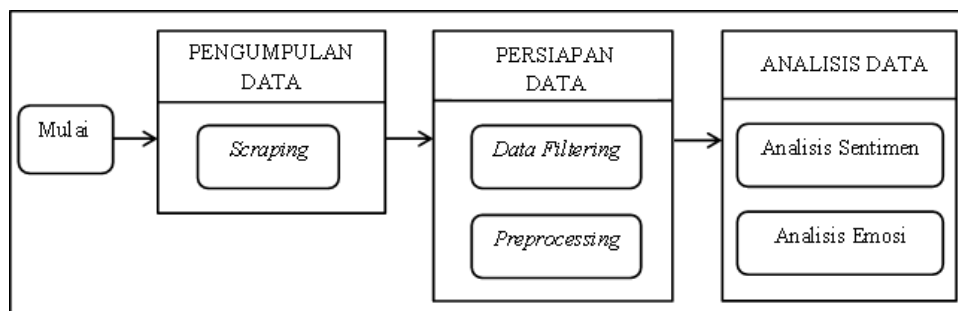 Mulai
PENGUMPULAN
DATA
Scraping
PERSIAPAN
DATA
Data Filtering
Preprocessing
ANALISIS DATA
Analisis Sentimen
Analisis Emosi